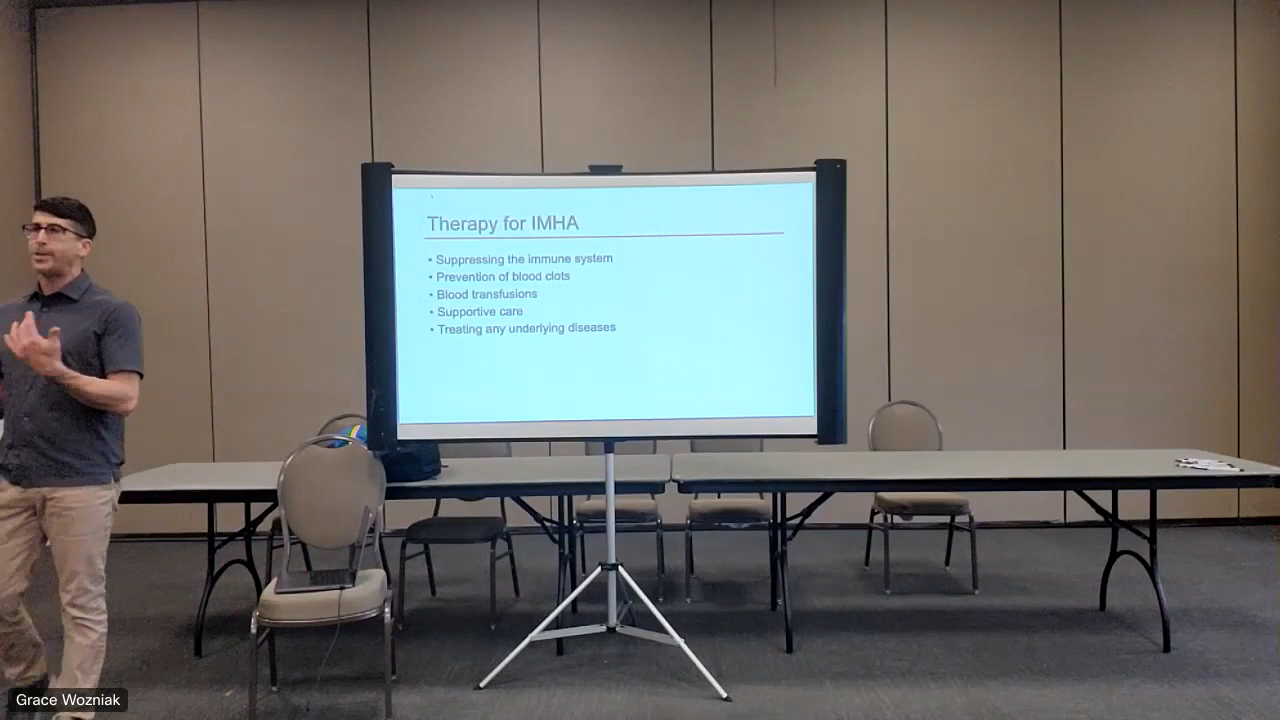 Therapy for IMHA
• Suppressing the immune system
• Prevention of blood clots
• Blood transfusions
• Supportive care
• Treating any underlying diseases
Grace Wozniak